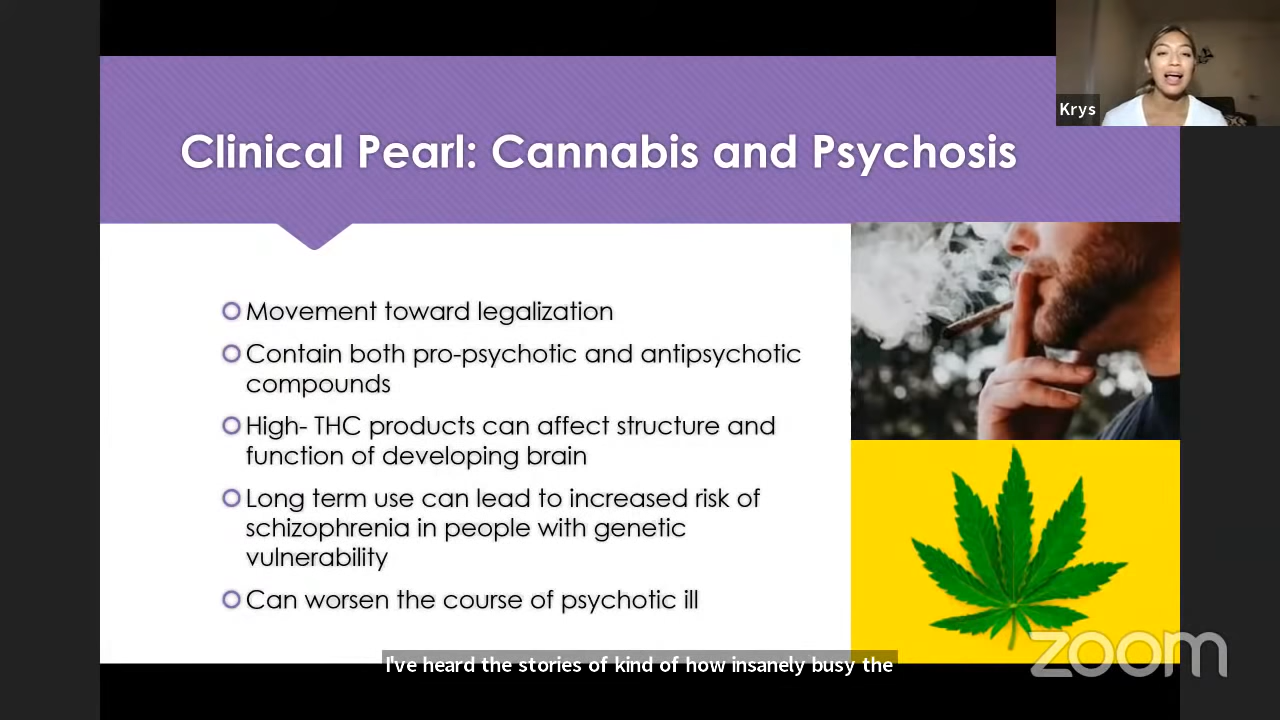 Krys
Clinical Pearl: Cannabis and Psychosis
Movement toward legalization
Contain both pro-psychotic and antipsychotic
compounds
High- THC products can affect structure and
function of developing brain
Long term use can lead to increased risk of
schizophrenia in people with genetic
vulnerability
Can worsen the course of psychotic ill
I've heard the stories of kind of how insanely busy the
zoom